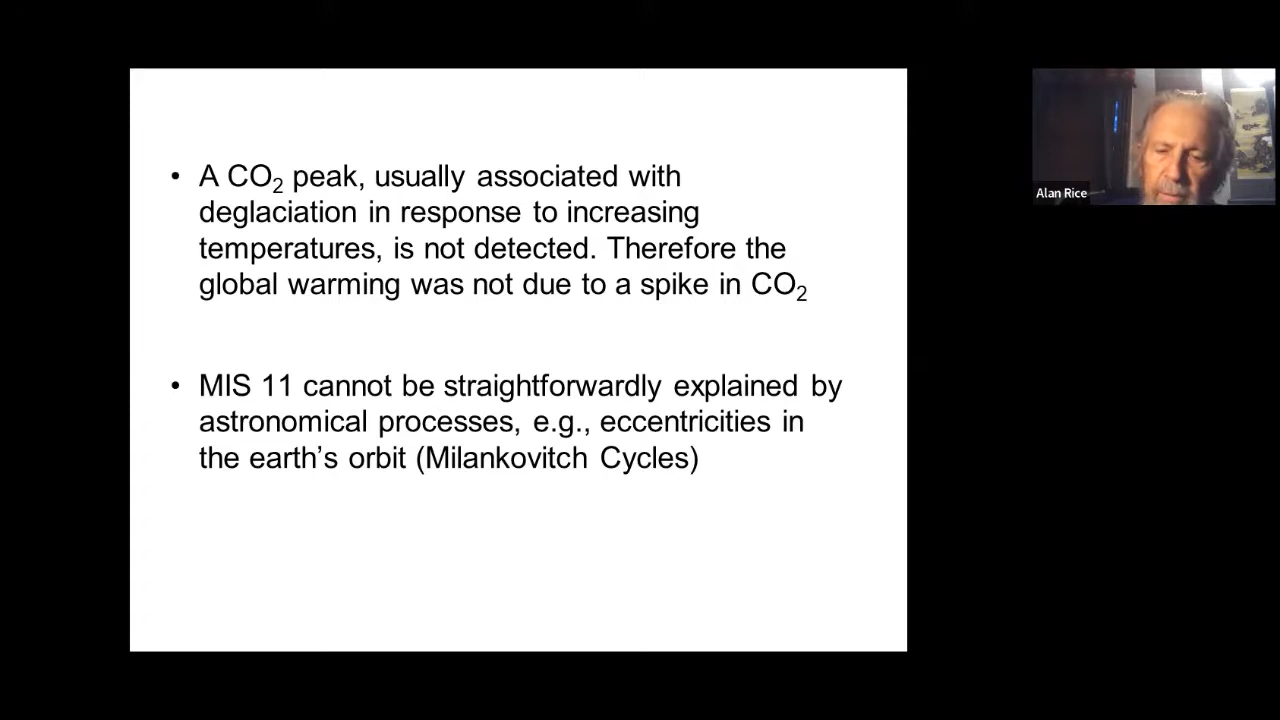 • A CO₂ peak, usually associated with
deglaciation in response to increasing
temperatures, is not detected. Therefore the
global warming was not due to a spike in CO₂
• MIS 11 cannot be straightforwardly explained by
astronomical processes, e.g., eccentricities in
the earth's orbit (Milankovitch Cycles)
Alan Rice